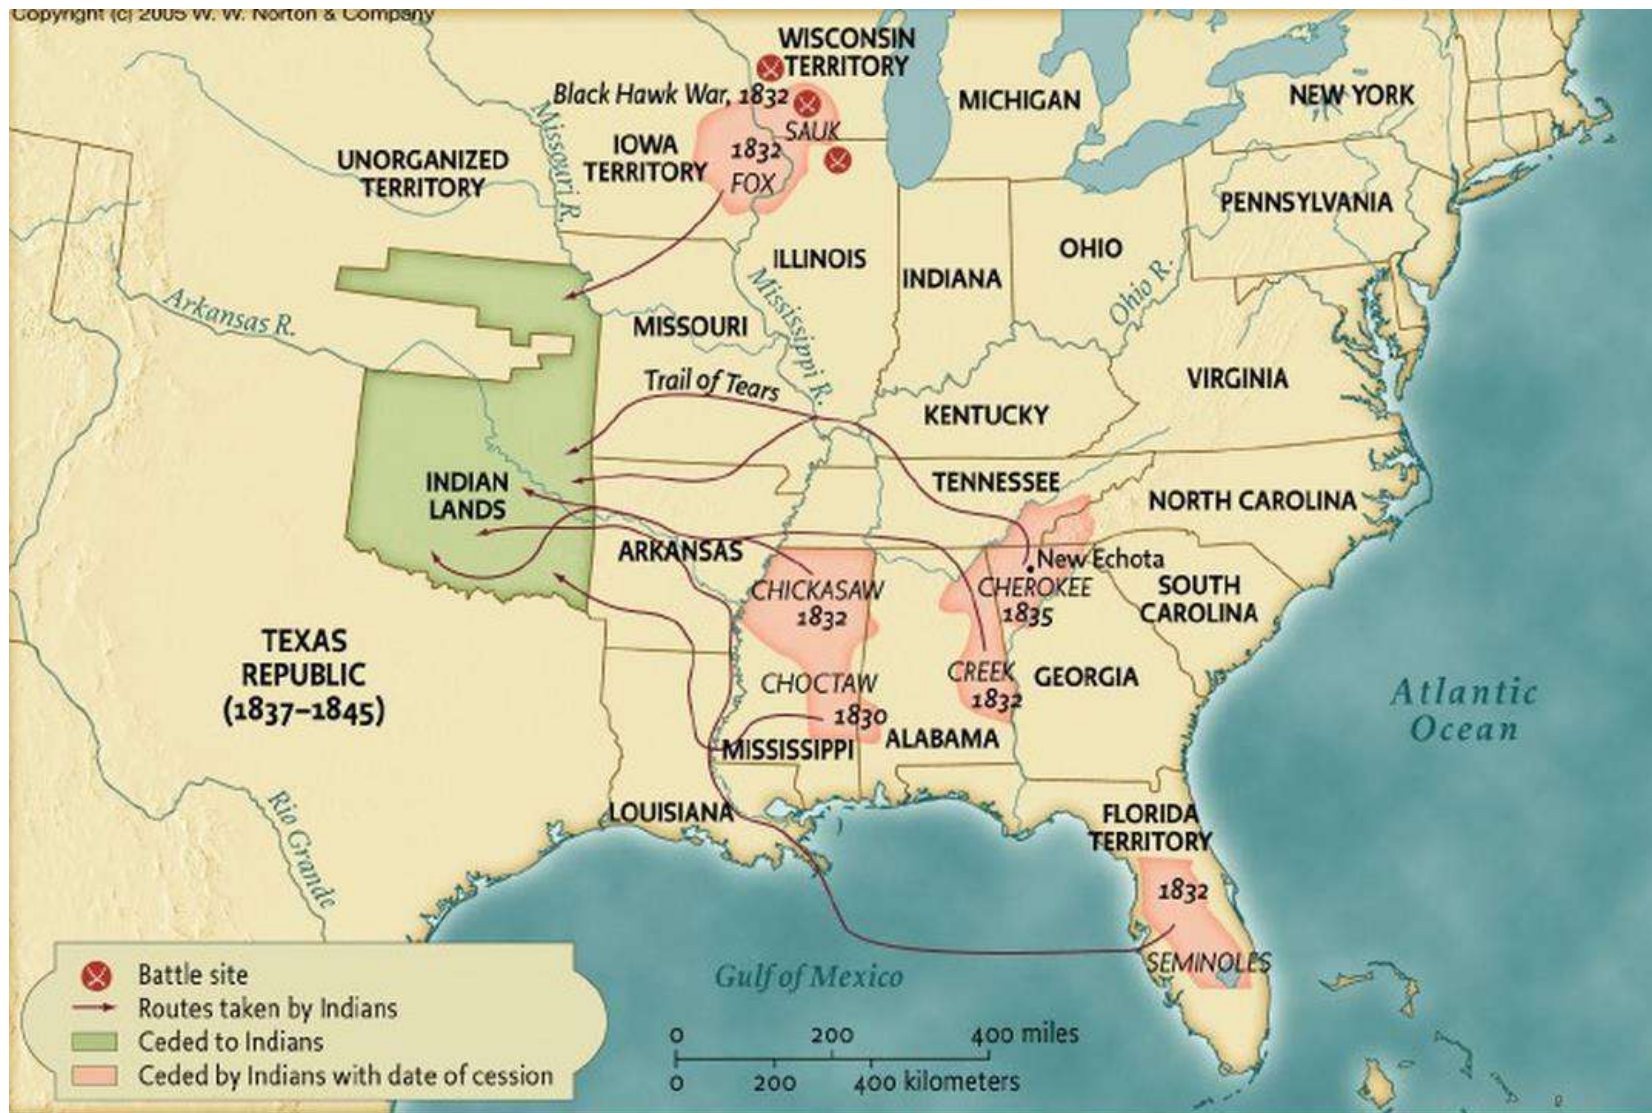 Copyright (c) 2005 W. W. Norton & Company
WISCONSIN
TERRITORY
Black Hawk War, 1832
MICHIGAN
NEW YORK
SAUK
1832
FOX
IOWA
TERRITORY
UNORGANIZED
TERRITORY
Missouri R.
PENNSYLVANIA
ILLINOIS
INDIANA
OHIO
Ohio R.
Arkansas R.
MISSOURI
Mississippi R.
Trail of Tears
VIRGINIA
KENTUCKY
INDIAN
LANDS
TENNESSEE
NORTH CAROLINA
ARKANSAS
New Echota
CHICKASAW
1832
CHEROKEE
1835
SOUTH
CAROLINA
TEXAS
REPUBLIC
(1837–1845)
CHOCTAW
1830
CREEK
1832
GEORGIA
Atlantic
Ocean
MISSISSIPPI
ALABAMA
Rio Grande
LOUISIANA
FLORIDA
TERRITORY
1832
SEMINOLES
Gulf of Mexico
Battle site
Routes taken by Indians
Ceded to Indians
Ceded by Indians with date of cession
0 200 400 miles
0 200 400 kilometers